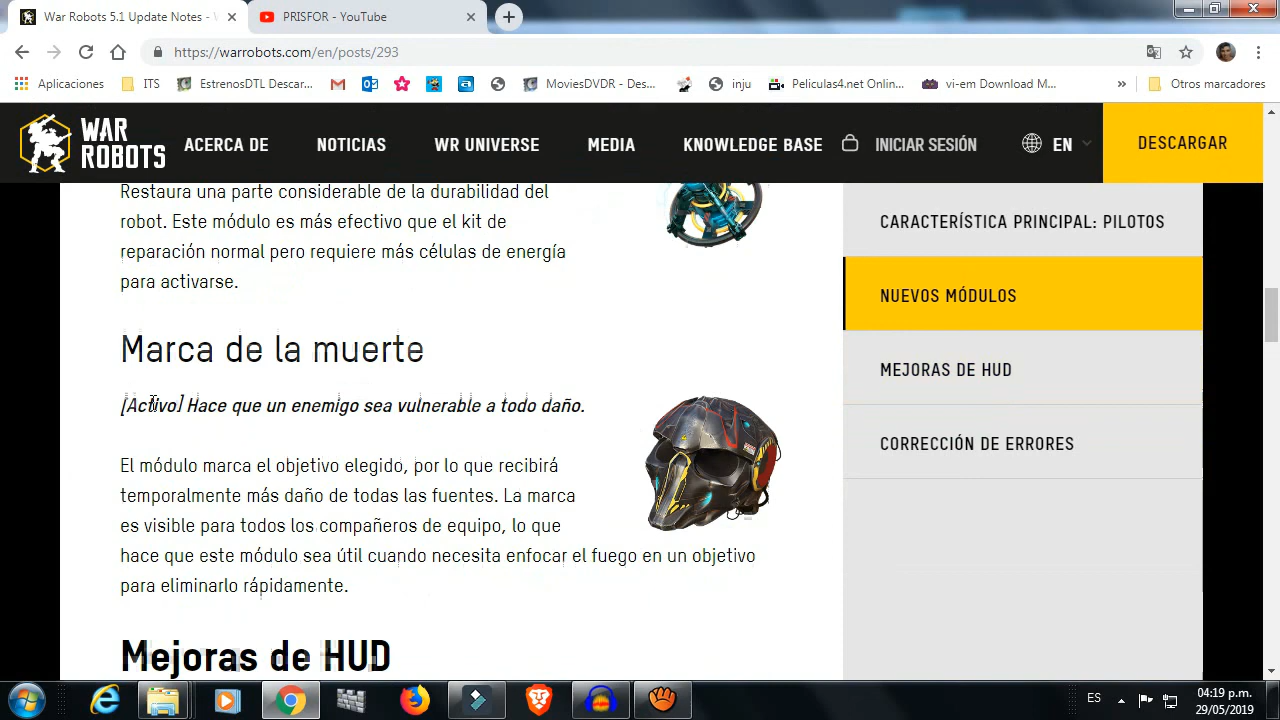 War Robots 5.1 Update Notes -
PRISFOR - YouTube
https://warrobots.com/en/posts/293
Aplicaciones
ITS
EstrenosDTL Descar...
MoviesDVDR - Des...
inju
Peliculas4.net Onlin...
vi-em Download M...
»
Otros marcadores
WAR
ROBOTS
ACERCA DE
NOTICIAS
WR UNIVERSE
MEDIA
KNOWLEDGE BASE
INICIAR SESIÓN
EN
DESCARGAR
Restaura una parte considerable de la durabilidad del
robot. Este módulo es más efectivo que el kit de
reparación normal pero requiere más células de energía
para activarse.
Marca de la muerte
[Activo] Hace que un enemigo sea vulnerable a todo daño.
El módulo marca el objetivo elegido, por lo que recibirá
temporalmente más daño de todas las fuentes. La marca
es visible para todos los compañeros de equipo, lo que
hace que este módulo sea útil cuando necesita enfocar el fuego en un objetivo
para eliminarlo rápidamente.
Mejoras de HUD
CARACTERÍSTICA PRINCIPAL: PILOTOS
NUEVOS MÓDULOS
MEJORAS DE HUD
CORRECCIÓN DE ERRORES
ES
04:19 p.m.
29/05/2019